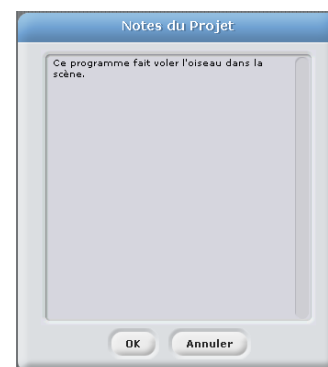 Notes du Projet
Ce programme fait voler l'oiseau dans la
scène.
OK Annuler